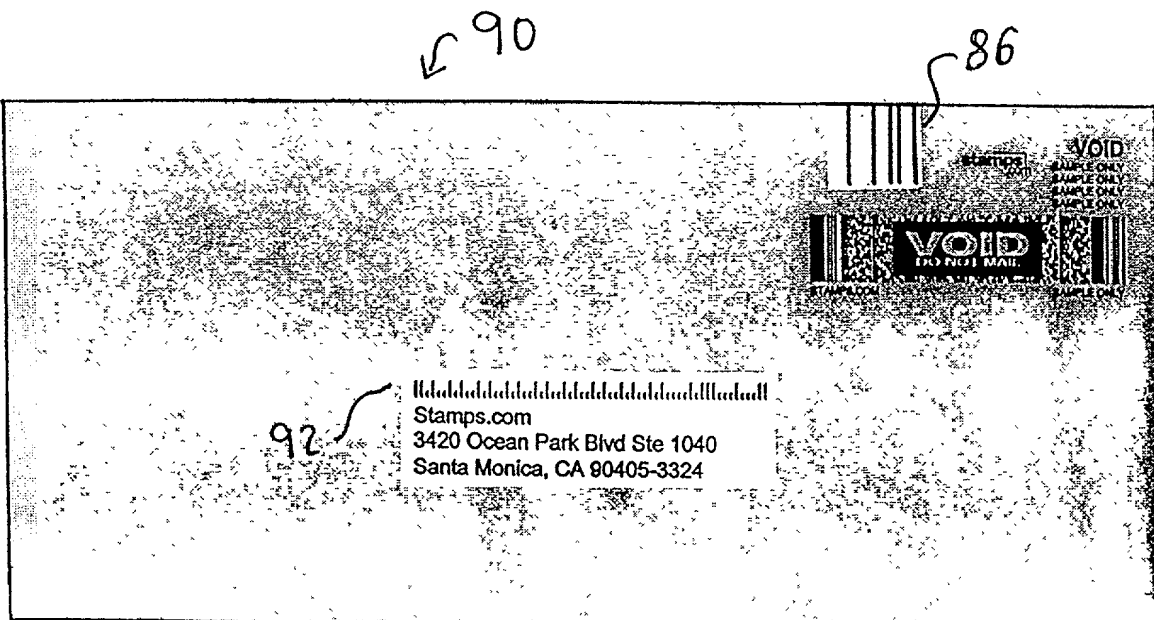 90
86
stamps
.com
VOID
SAMPLE ONLY
SAMPLE ONLY
SAMPLE ONLY
SAMPLE ONLY
VOID
DO NOT MAIL
STAMPS.COM
SAMPLE ONLY
92
Stamps.com
3420 Ocean Park Blvd Ste 1040
Santa Monica, CA 90405-3324